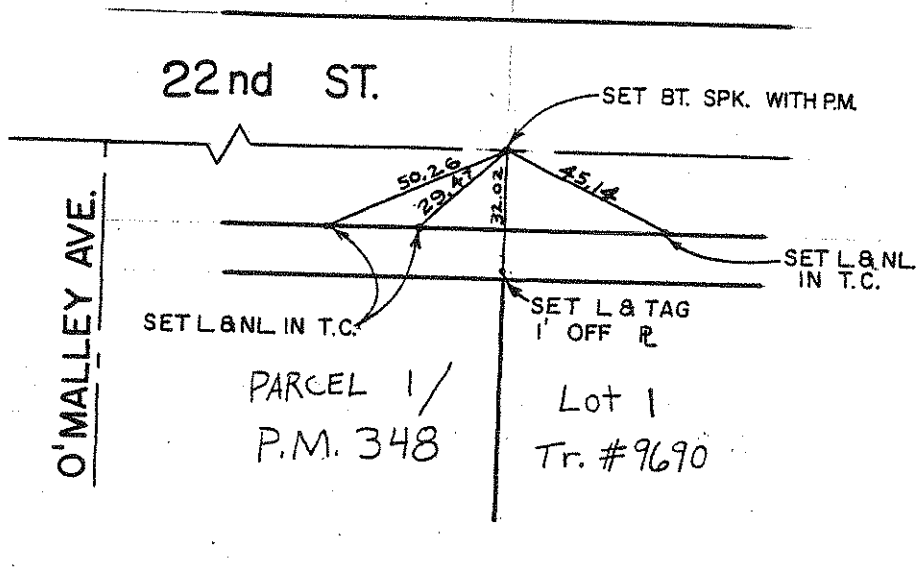 22nd ST.
SET BT. SPK. WITH P.M.
50.26
29.47
32.02
45.14
SET L & NL.
IN T.C.
SET L & NL IN T.C.
SET L & TAG
1' OFF ⅊
O'MALLEY AVE.
PARCEL 1/
P.M. 348
Lot 1
Tr. #9690